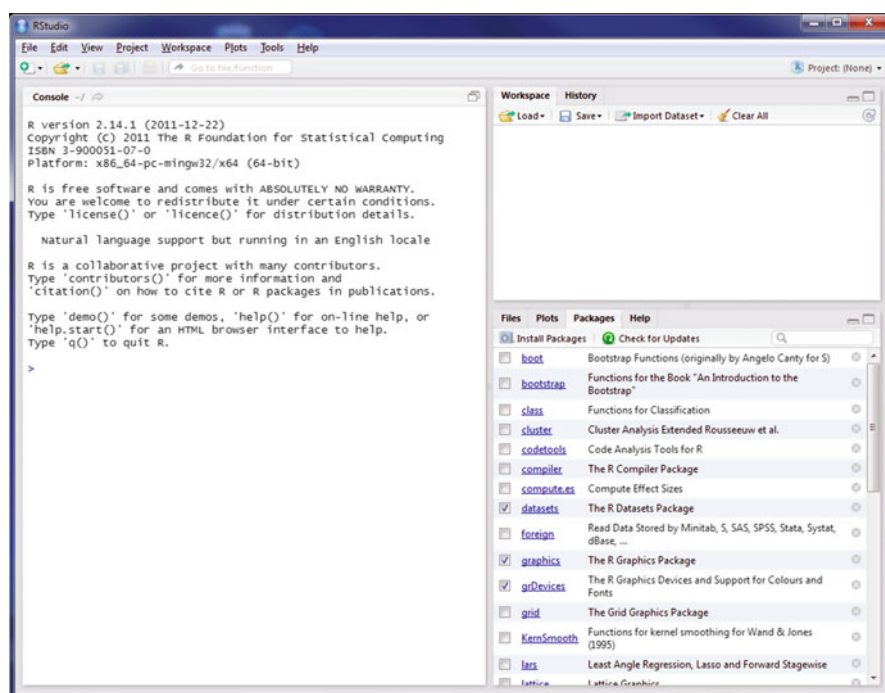 RStudio
File Edit View Project Workspace Plots Tools Help
Go to file/function
Project: (None)
Console ~/
R version 2.14.1 (2011-12-22)
Copyright (C) 2011 The R Foundation for Statistical Computing
ISBN 3-900051-07-0
Platform: x86_64-pc-mingw32/x64 (64-bit)
R is free software and comes with ABSOLUTELY NO WARRANTY.
You are welcome to redistribute it under certain conditions.
Type 'license()' or 'licence()' for distribution details.
Natural language support but running in an English locale
R is a collaborative project with many contributors.
Type 'contributors()' for more information and
'citation()' on how to cite R or R packages in publications.
Type 'demo()' for some demos, 'help()' for on-line help, or
'help.start()' for an HTML browser interface to help.
Type 'q()' to quit R.
>
Workspace History
Load Save Import Dataset Clear All
Files Plots Packages Help
Install Packages Check for Updates
boot Bootstrap Functions (originally by Angelo Canty for S)
bootstrap Functions for the Book "An Introduction to the
Bootstrap"
class Functions for Classification
cluster Cluster Analysis Extended Rousseeuw et al.
codetools Code Analysis Tools for R
compiler The R Compiler Package
compute.es Compute Effect Sizes
datasets The R Datasets Package
foreign Read Data Stored by Minitab, S, SAS, SPSS, Stata, Systat,
dBase, ...
graphics The R Graphics Package
grDevices The R Graphics Devices and Support for Colours and
Fonts
grid The Grid Graphics Package
KernSmooth Functions for kernel smoothing for Wand & Jones
(1995)
lars Least Angle Regression, Lasso and Forward Stagewise
lattice Lattice Graphics